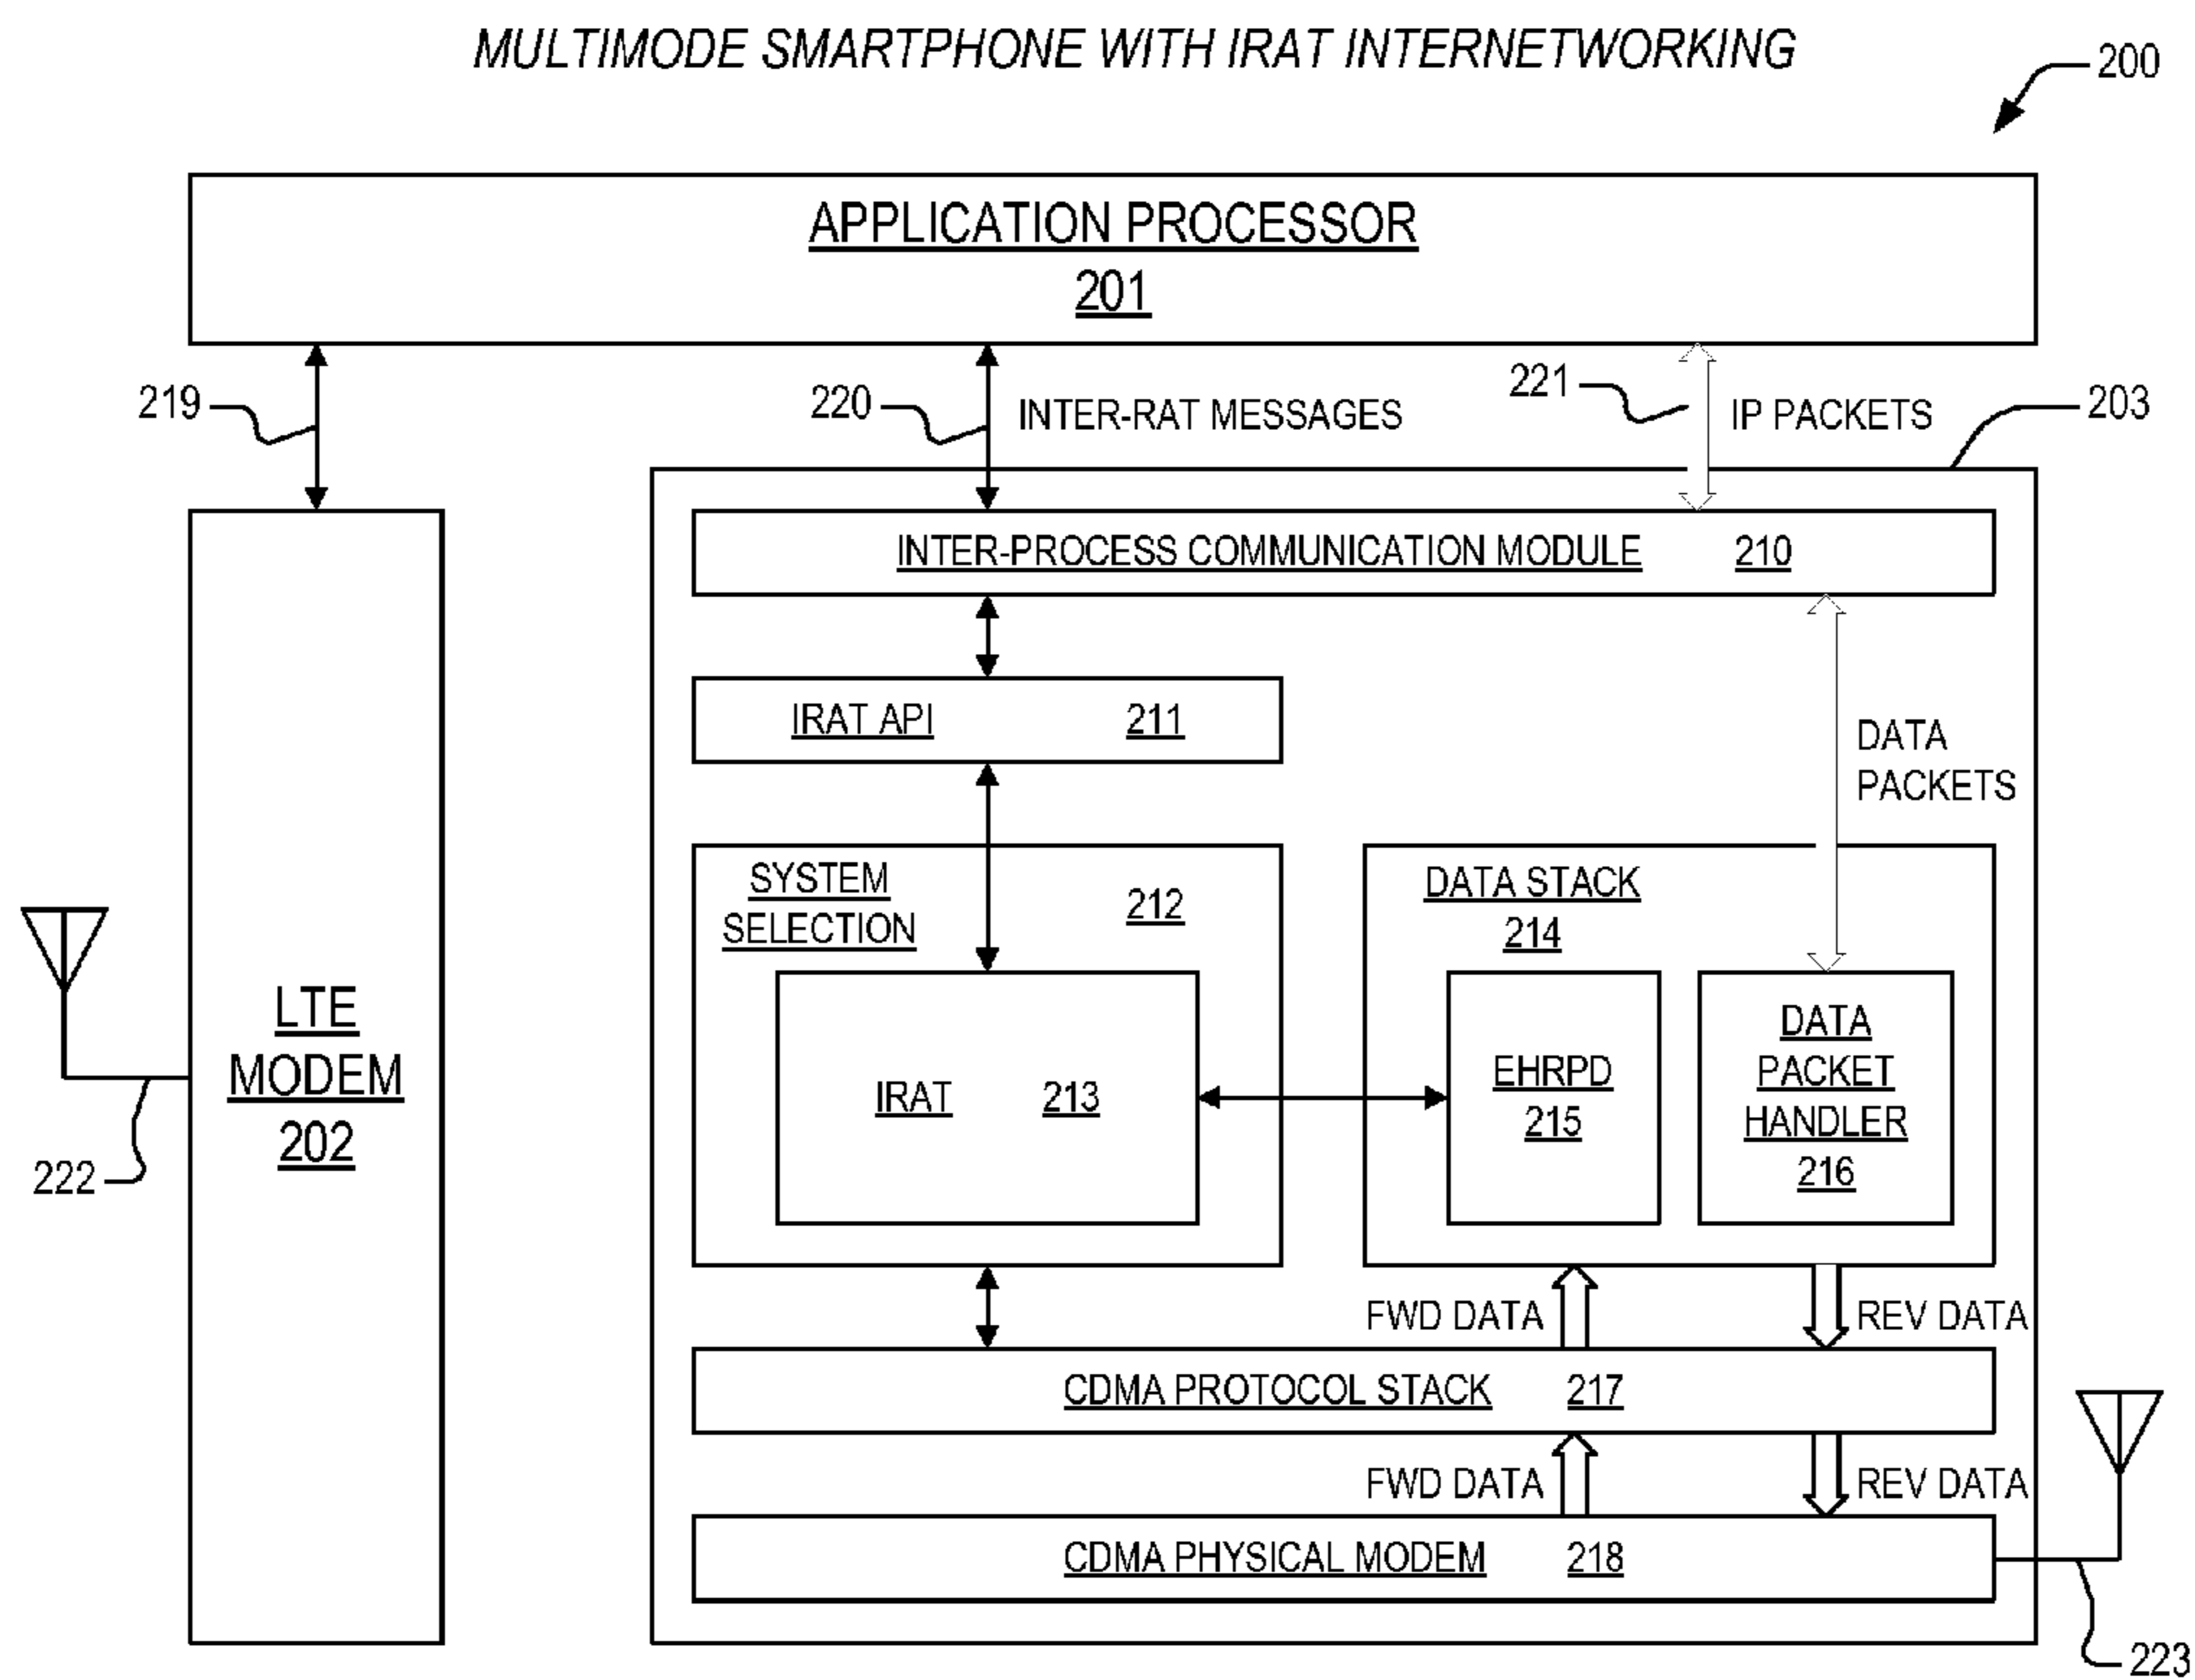 MULTIMODE SMARTPHONE WITH IRAT INTERNETWORKING
200
APPLICATION PROCESSOR
201
219
220
INTER-RAT MESSAGES
221
IP PACKETS
203
INTER-PROCESS COMMUNICATION MODULE 210
IRAT API 211
DATA
PACKETS
SYSTEM
SELECTION
212
DATA STACK
214
LTE
MODEM
202
IRAT 213
EHRPD
215
DATA
PACKET
HANDLER
216
222
FWD DATA
REV DATA
CDMA PROTOCOL STACK 217
FWD DATA
REV DATA
CDMA PHYSICAL MODEM 218
223